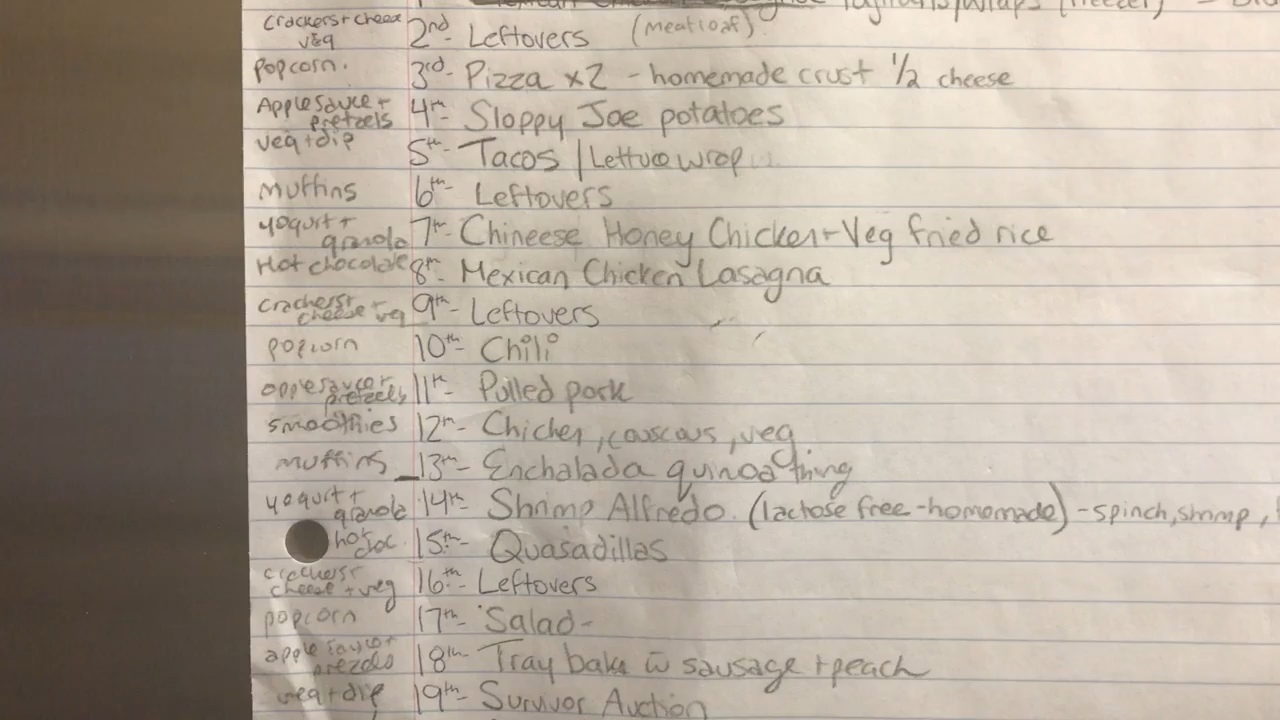 crackers + cheese
veg
2nd - Leftovers (meatloaf)
popcorn.
3rd - Pizza x2 - homemade crust 1/2 cheese
Applesauce +
pretzels
4th - Sloppy Joe potatoes
veg + dip
5th - Tacos / Lettuce wrap
muffins
6th - Leftovers
yogurt +
granola
7th - Chineese Honey Chicken + Veg fried rice
Hot chocolate
8th - Mexican Chicken Lasagna
crackers +
cheese + veg
9th - Leftovers
popcorn
10th - Chili
applesauce +
pretzels
11th - Pulled pork
smoothies
12th - Chicken, couscous, veg
muffins
13th - Enchalada quinoa thing
yogurt +
granola
14th - Shrimp Alfredo. (lactose free - homemade) - spinch, shrimp,
hot
15th - Quasadillas
crackers +
cheese + veg
16th - Leftovers
popcorn
17th - Salad -
18th - Tray bake w sausage + peach
veg + dip
19th - Survivor Auction